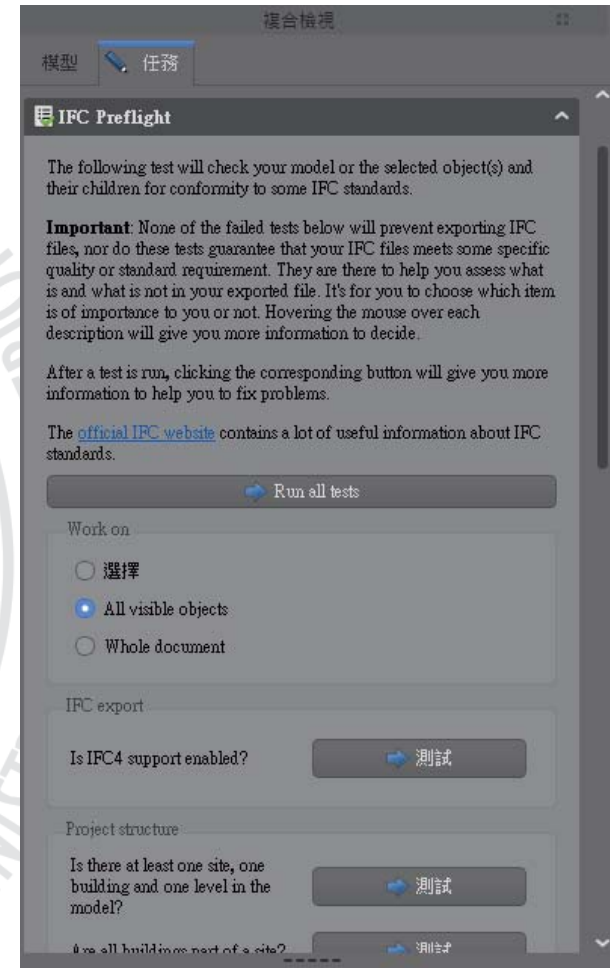 複合檢視
模型
任務
IFC Preflight
The following test will check your model or the selected object(s) and
their children for conformity to some IFC standards.
Important: None of the failed tests below will prevent exporting IFC
files, nor do these tests guarantee that your IFC files meets some specific
quality or standard requirement. They are there to help you assess what
is and what is not in your exported file. It's for you to choose which item
is of importance to you or not. Hovering the mouse over each
description will give you more information to decide.
After a test is run, clicking the corresponding button will give you more
information to help you to fix problems.
The official IFC website contains a lot of useful information about IFC
standards.
Run all tests
Work on
選擇
All visible objects
Whole document
IFC export
Is IFC4 support enabled?
測試
Project structure
Is there at least one site, one
building and one level in the
model?
測試
Are all buildings part of a site?
測試